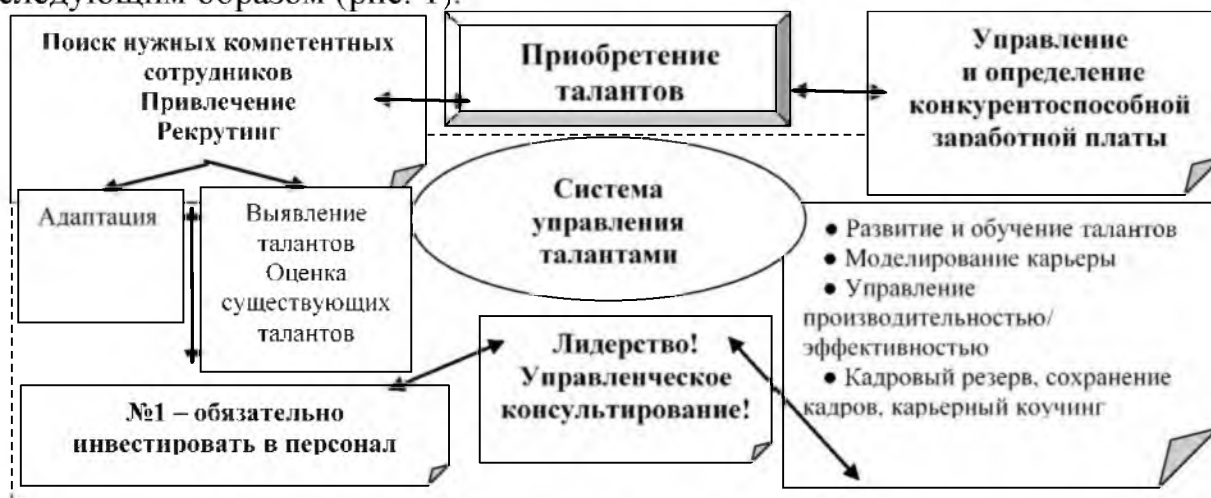 следующим образом (рис. 1).
Поиск нужных компетентных
сотрудников
Привлечение
Рекрутинг
Приобретение
талантов
Управление
и определение
конкурентоспособной
заработной платы
Адаптация
Выявление
талантов
Оценка
существующих
талантов
Система
управления
талантами
● Развитие и обучение талантов
● Моделирование карьеры
● Управление
производительностью/
эффективностью
● Кадровый резерв, сохранение
кадров, карьерный коучинг
Лидерство!
Управленческое
консультирование!
№1 – обязательно
инвестировать в персонал